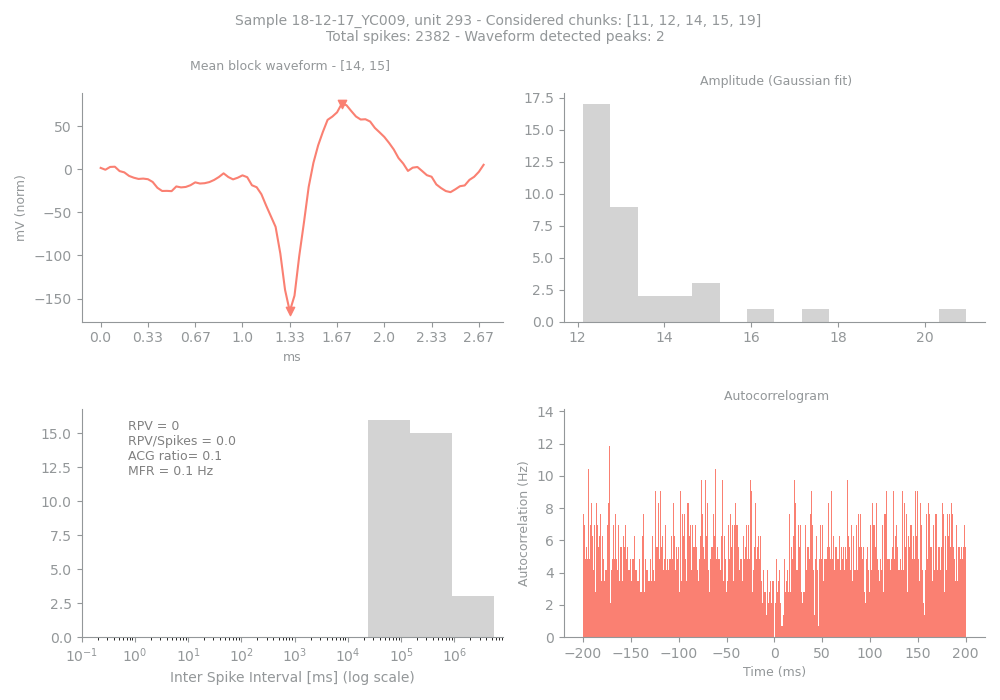 Sample 18-12-17_YC009, unit 293 - Considered chunks: [11, 12, 14, 15, 19]
Total spikes: 2382 - Waveform detected peaks: 2
Mean block waveform - [14, 15]
mV (norm)
50
0
−50
−100
−150
0.0 0.33 0.67 1.0 1.33 1.67 2.0 2.33 2.67
ms
Amplitude (Gaussian fit)
17.5
15.0
12.5
10.0
7.5
5.0
2.5
0.0
12 14 16 18 20
RPV = 0
RPV/Spikes = 0.0
ACG ratio= 0.1
MFR = 0.1 Hz
15.0
12.5
10.0
7.5
5.0
2.5
0.0
10⁻¹ 10⁰ 10¹ 10² 10³ 10⁴ 10⁵ 10⁶
Inter Spike Interval [ms] (log scale)
Autocorrelogram
Autocorrelation (Hz)
14
12
10
8
6
4
2
0
−200 −150 −100 −50 0 50 100 150 200
Time (ms)